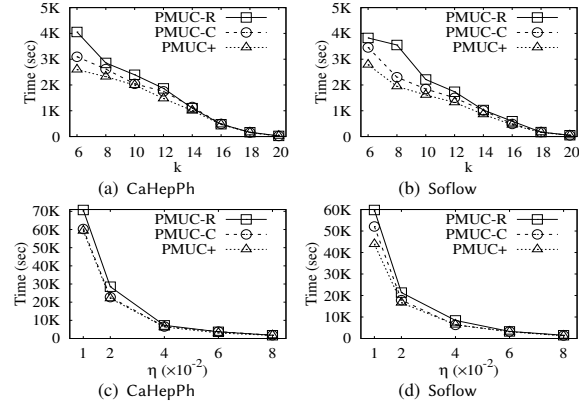 5K
4K
3K
2K
1K
0
Time (sec)
PMUC-R
PMUC-C
PMUC+
6 8 10 12 14 16 18 20
k
(a) CaHepPh
5K
4K
3K
2K
1K
0
Time (sec)
PMUC-R
PMUC-C
PMUC+
6 8 10 12 14 16 18 20
k
(b) Soflow
70K
60K
50K
40K
30K
20K
10K
0
Time (sec)
PMUC-R
PMUC-C
PMUC+
1 2 4 6 8
η (×10-2)
(c) CaHepPh
60K
50K
40K
30K
20K
10K
0
Time (sec)
PMUC-R
PMUC-C
PMUC+
1 2 4 6 8
η (×10-2)
(d) Soflow